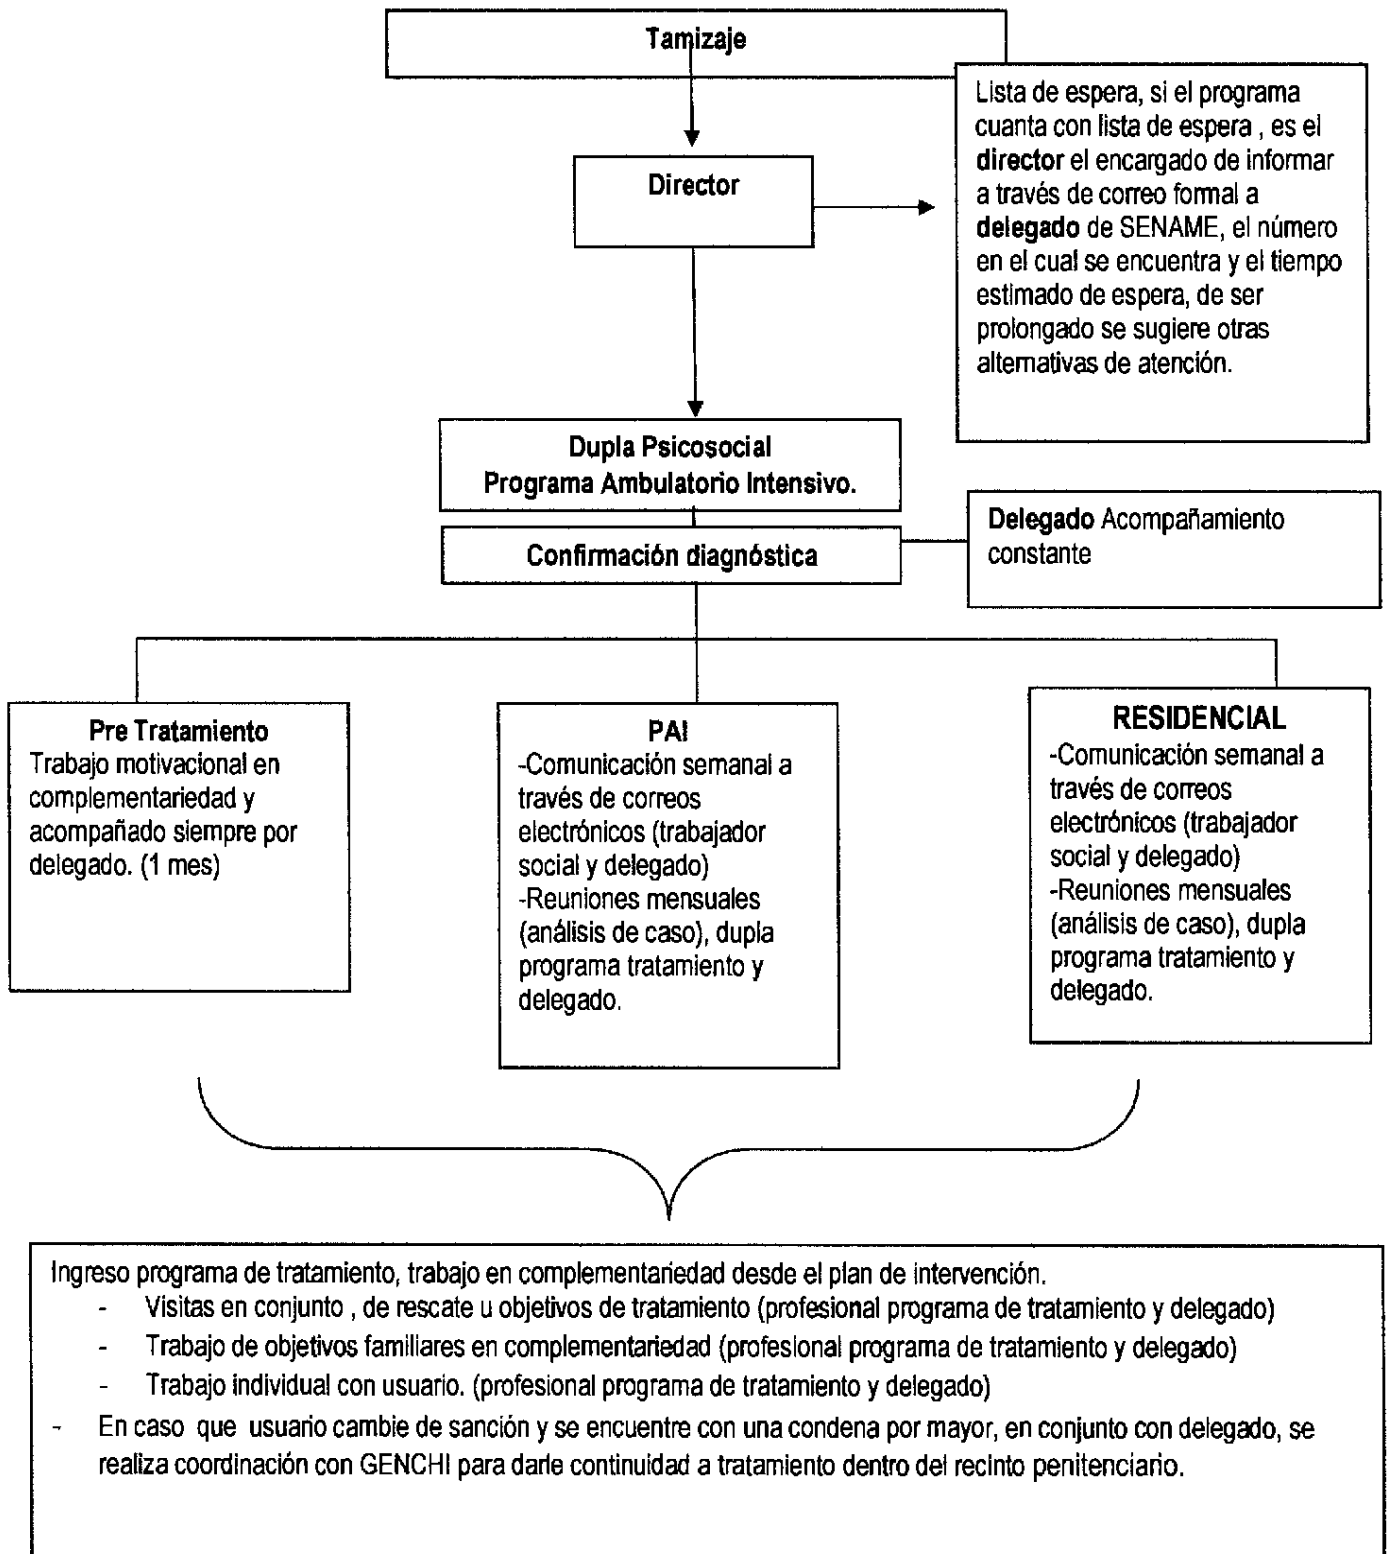 Tamizaje
Lista de espera, si el programa
cuanta con lista de espera , es el
director el encargado de informar
a través de correo formal a
delegado de SENAME, el número
en el cual se encuentra y el tiempo
estimado de espera, de ser
prolongado se sugiere otras
alternativas de atención.
Director
Dupla Psicosocial
Programa Ambulatorio Intensivo.
Delegado Acompañamiento
constante
Confirmación diagnóstica
Pre Tratamiento
Trabajo motivacional en
complementariedad y
acompañado siempre por
delegado. (1 mes)
PAI
-Comunicación semanal a
través de correos
electrónicos (trabajador
social y delegado)
-Reuniones mensuales
(análisis de caso), dupla
programa tratamiento y
delegado.
RESIDENCIAL
-Comunicación semanal a
través de correos
electrónicos (trabajador
social y delegado)
-Reuniones mensuales
(análisis de caso), dupla
programa tratamiento y
delegado.
Ingreso programa de tratamiento, trabajo en complementariedad desde el plan de intervención.
- Visitas en conjunto , de rescate u objetivos de tratamiento (profesional programa de tratamiento y delegado)
- Trabajo de objetivos familiares en complementariedad (profesional programa de tratamiento y delegado)
- Trabajo individual con usuario. (profesional programa de tratamiento y delegado)
- En caso que usuario cambie de sanción y se encuentre con una condena por mayor, en conjunto con delegado, se
realiza coordinación con GENCHI para darle continuidad a tratamiento dentro del recinto penitenciario.